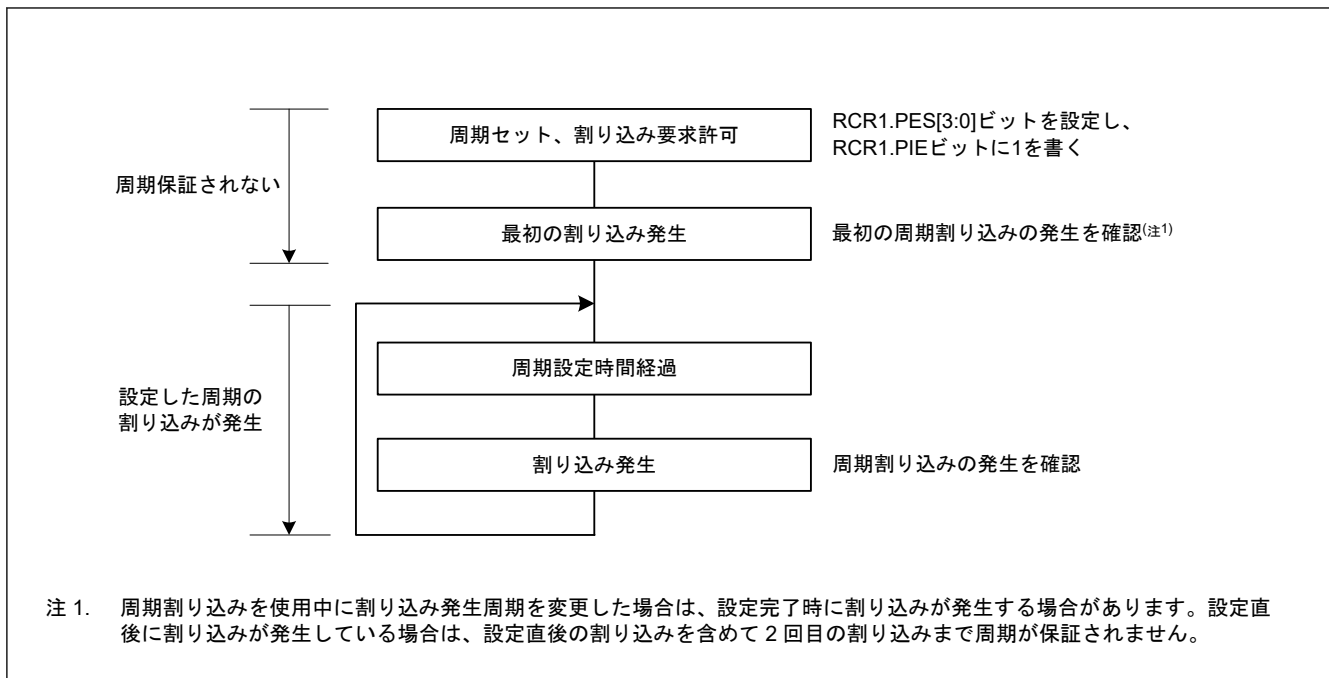 周期セット、割り込み要求許可
RCR1.PES[3:0]ビットを設定し、
RCR1.PIEビットに1を書く
周期保証されない
最初の割り込み発生
最初の周期割り込みの発生を確認(注1)
周期設定時間経過
設定した周期の
割り込みが発生
割り込み発生
周期割り込みの発生を確認
注 1. 周期割り込みを使用中に割り込み発生周期を変更した場合は、設定完了時に割り込みが発生する場合があります。設定直
後に割り込みが発生している場合は、設定直後の割り込みを含めて 2 回目の割り込みまで周期が保証されません。